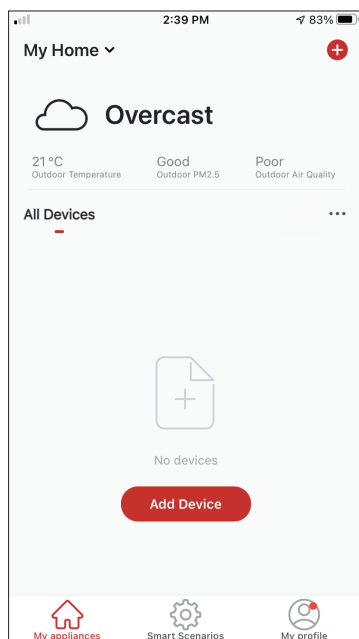 2:39 PM
83%
My Home
Overcast
21°C
Good
Poor
Outdoor Temperature
Outdoor PM2.5
Outdoor Air Quality
All Devices
No devices
Add Device
My appliances
Smart Scenarios
My profile